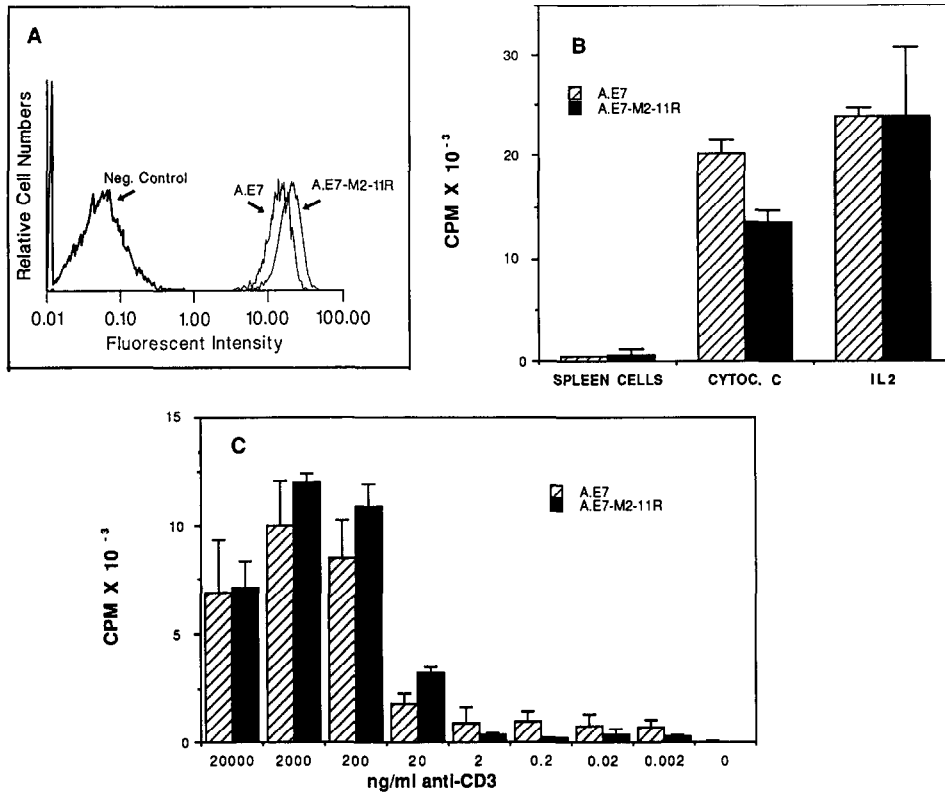 A
Relative Cell Numbers
Neg. Control
A.E7
A.E7-M2-11R
0.01 0.10 1.00 10.00 100.00
Fluorescent Intensity
B
A.E7
A.E7-M2-11R
CPM X 10⁻³
30
20
10
0
SPLEEN CELLS CYTOC. C IL2
C
A.E7
A.E7-M2-11R
CPM X 10⁻³
15
10
5
0
20000 2000 200 20 2 0.2 0.02 0.002 0
ng/ml anti-CD3